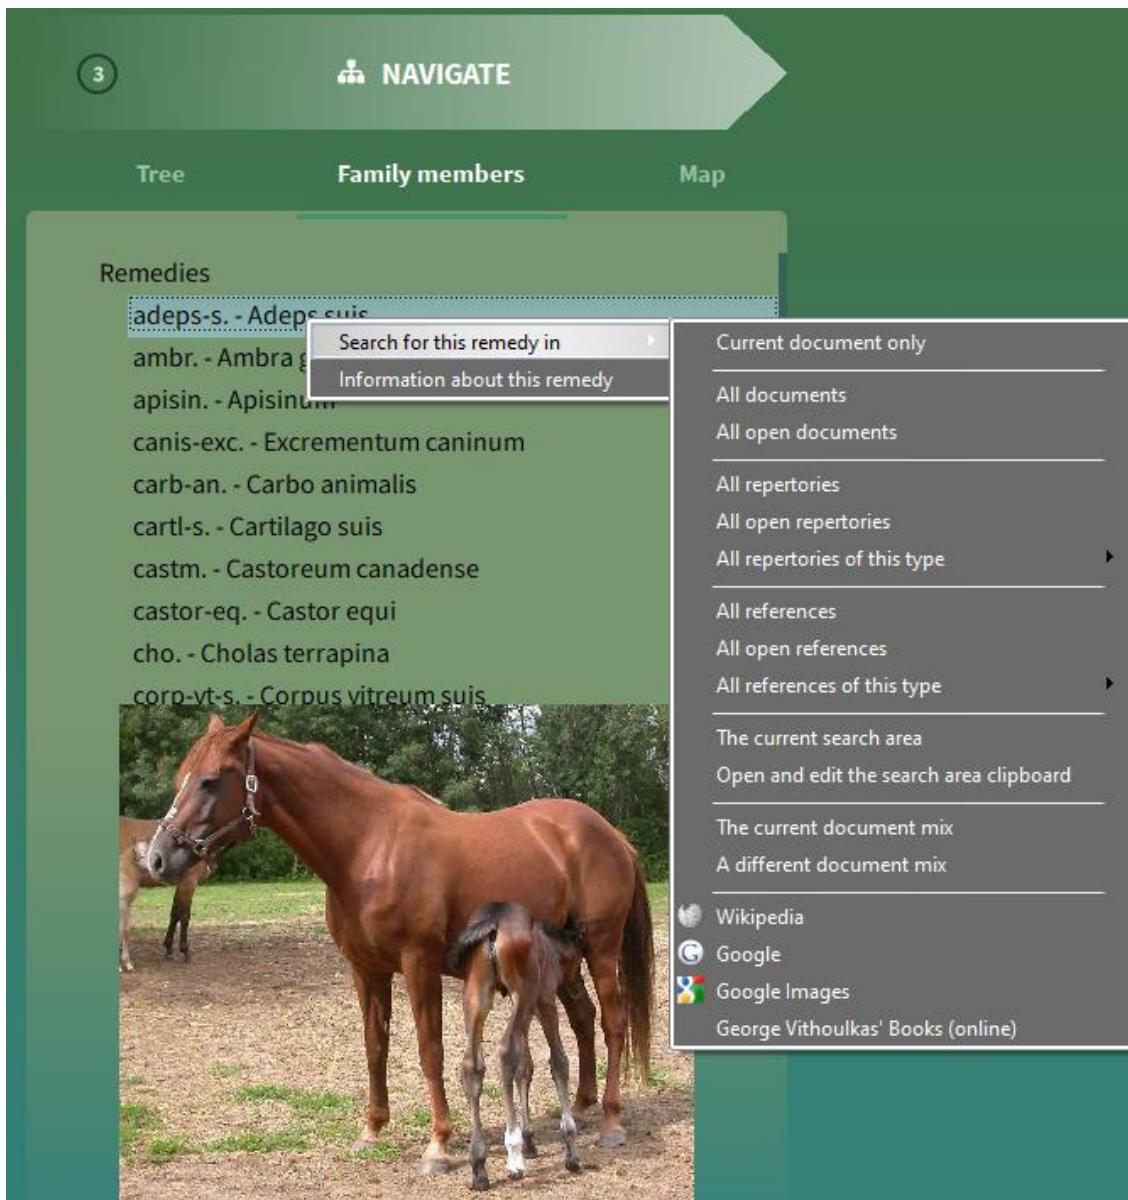 3
NAVIGATE
Tree Family members Map
Remedies
adeps-s. - Adeps suis
ambr. - Ambra g
apisin. - Apisinum
canis-exc. - Excrementum caninum
carb-an. - Carbo animalis
cartl-s. - Cartilago suis
castm. - Castoreum canadense
castor-eq. - Castor equi
cho. - Cholas terrapina
corp-vt-s. - Corpus vitreum suis
Search for this remedy in
Information about this remedy
Current document only
All documents
All open documents
All repertories
All open repertories
All repertories of this type
All references
All open references
All references of this type
The current search area
Open and edit the search area clipboard
The current document mix
A different document mix
Wikipedia
G Google
Google Images
George Vithoulkas' Books (online)